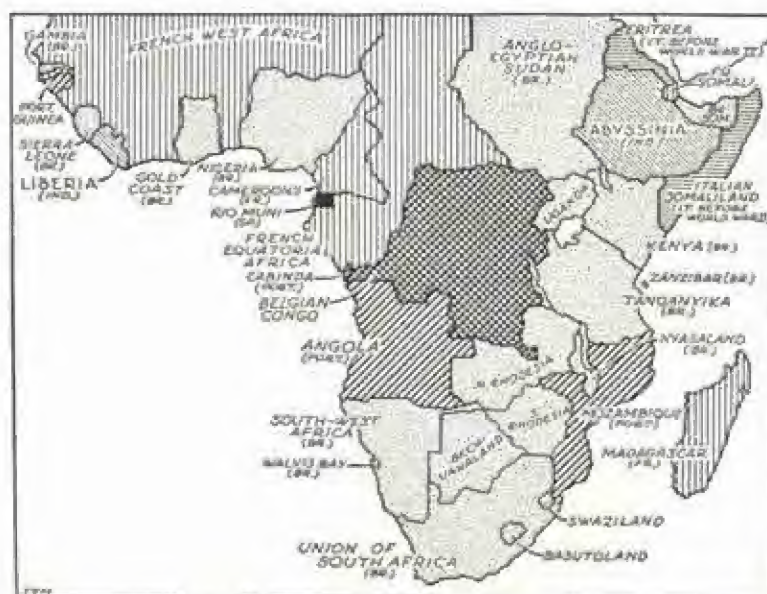 GAMBIA
(BR.)
FRENCH WEST AFRICA
PORT.
GUINEA
SIERRA
LEONE
(BR.)
LIBERIA
(IND.)
GOLD
COAST
(BR.)
NIGERIA
(BR.)
CAMEROONS
(FR.)
RIO MUNI
(SP.)
FRENCH
EQUATORIAL
AFRICA
CABINDA
(PORT.)
BELGIAN
CONGO
ANGOLA
(PORT.)
ANGLO-
EGYPTIAN
SUDAN
(BR.)
ERITREA
(IT. BEFORE
WORLD WAR II)
FR.
SOMALI
BR.
SOM.
ABYSSINIA
(IND.)
ITALIAN
SOMALILAND
(IT. BEFORE
WORLD WAR II)
UGANDA
KENYA (BR.)
ZANZIBAR (BR.)
TANGANYIKA
(BR.)
NYASALAND
(BR.)
N. RHODESIA
S.
RHODESIA
MOZAMBIQUE
(PORT.)
MADAGASCAR
(FR.)
SOUTH-WEST
AFRICA
(BR.)
WALVIS BAY
(BR.)
BECH-
UANALAND
SWAZILAND
BASUTOLAND
UNION OF
SOUTH AFRICA
(BR.)